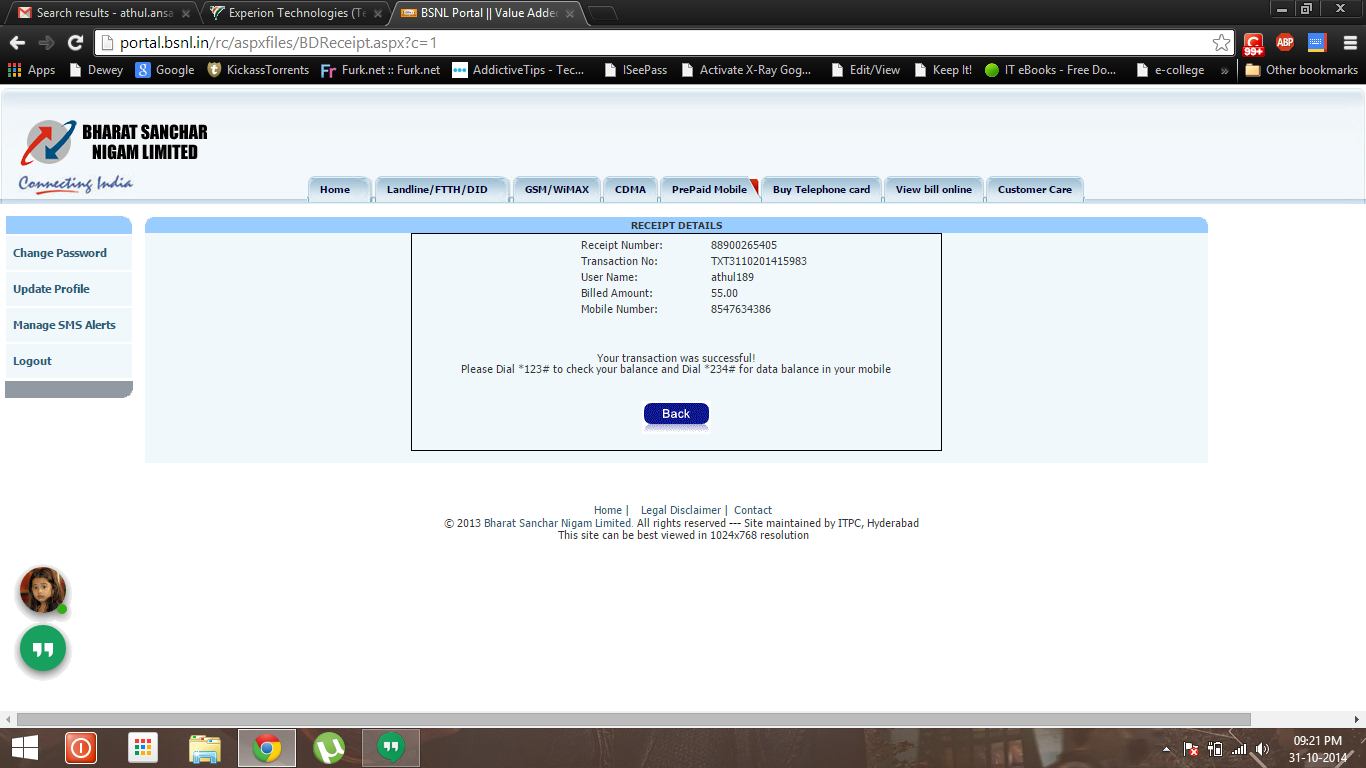 Search results - athul.ansa
Experion Technologies (Te
BSNL Portal || Value Adde
portal.bsnl.in/rc/aspxfiles/BDReceipt.aspx?c=1
99+
ABP
Apps
Dewey
Google
KickassTorrents
Furk.net :: Furk.net
AddictiveTips - Tec...
ISeePass
Activate X-Ray Gog...
Edit/View
Keep It!
IT eBooks - Free Do...
e-college
»
Other bookmarks
BHARAT SANCHAR
NIGAM LIMITED
Connecting India
Home
Landline/FTTH/DID
GSM/WiMAX
CDMA
PrePaid Mobile
Buy Telephone card
View bill online
Customer Care
Change Password
Update Profile
Manage SMS Alerts
Logout
RECEIPT DETAILS
Receipt Number: 88900265405
Transaction No: TXT3110201415983
User Name: athul189
Billed Amount: 55.00
Mobile Number: 8547634386
Your transaction was successful!
Please Dial *123# to check your balance and Dial *234# for data balance in your mobile
Back
Home | Legal Disclaimer | Contact
© 2013 Bharat Sanchar Nigam Limited. All rights reserved --- Site maintained by ITPC, Hyderabad
This site can be best viewed in 1024x768 resolution
09:21 PM
31-10-2014